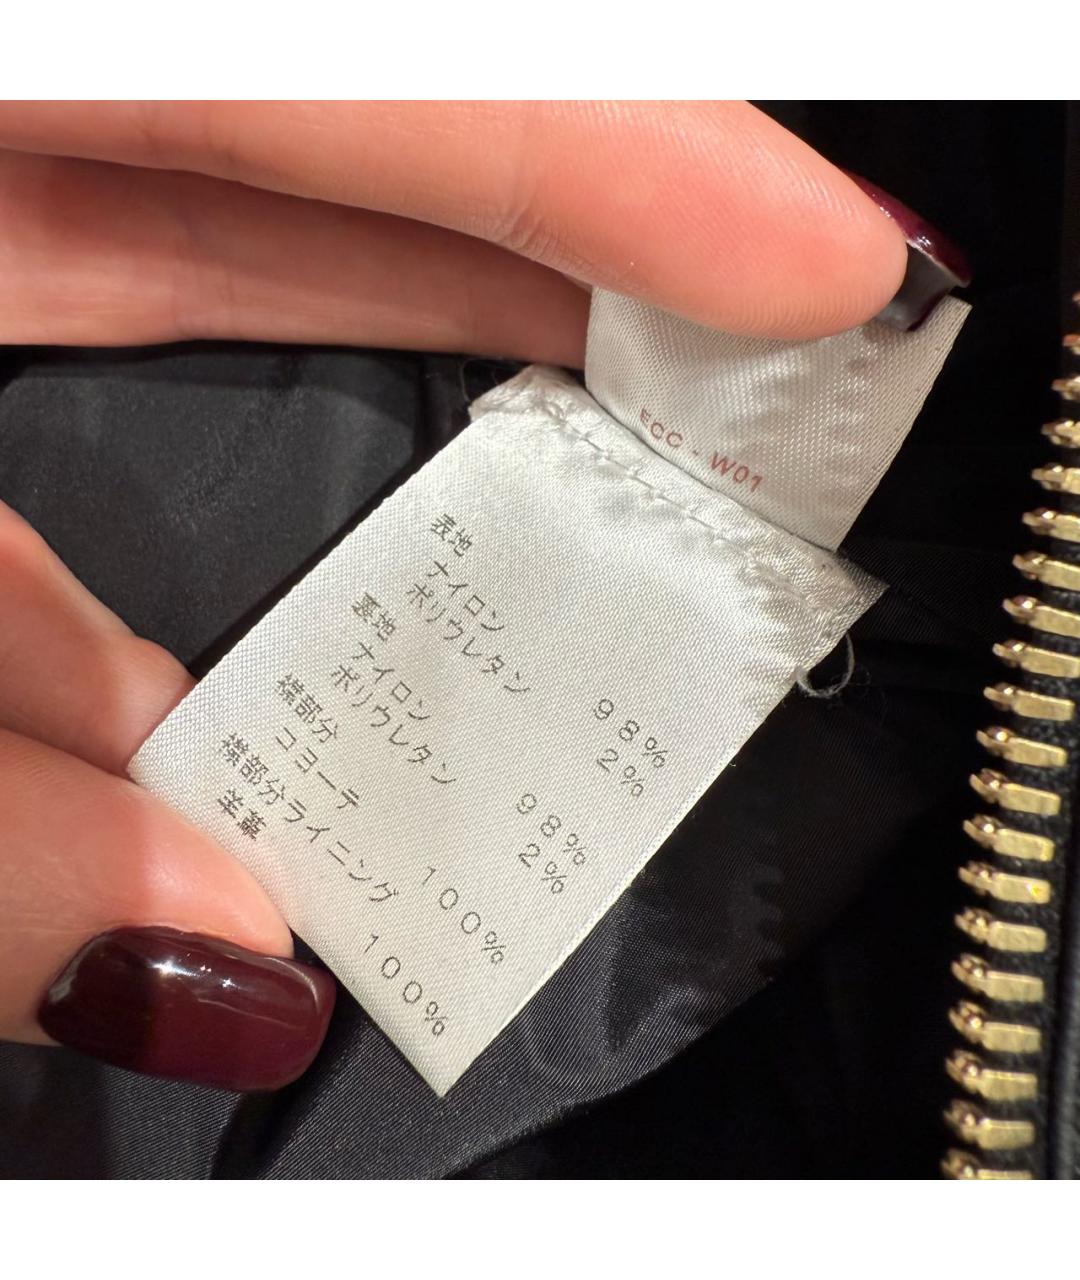 ECC - W01
表地
ナイロン 98%
ポリウレタン 2%
裏地
ナイロン 98%
ポリウレタン 2%
襟部分
コヨーテ 100%
襟部分ライニング
羊革 100%